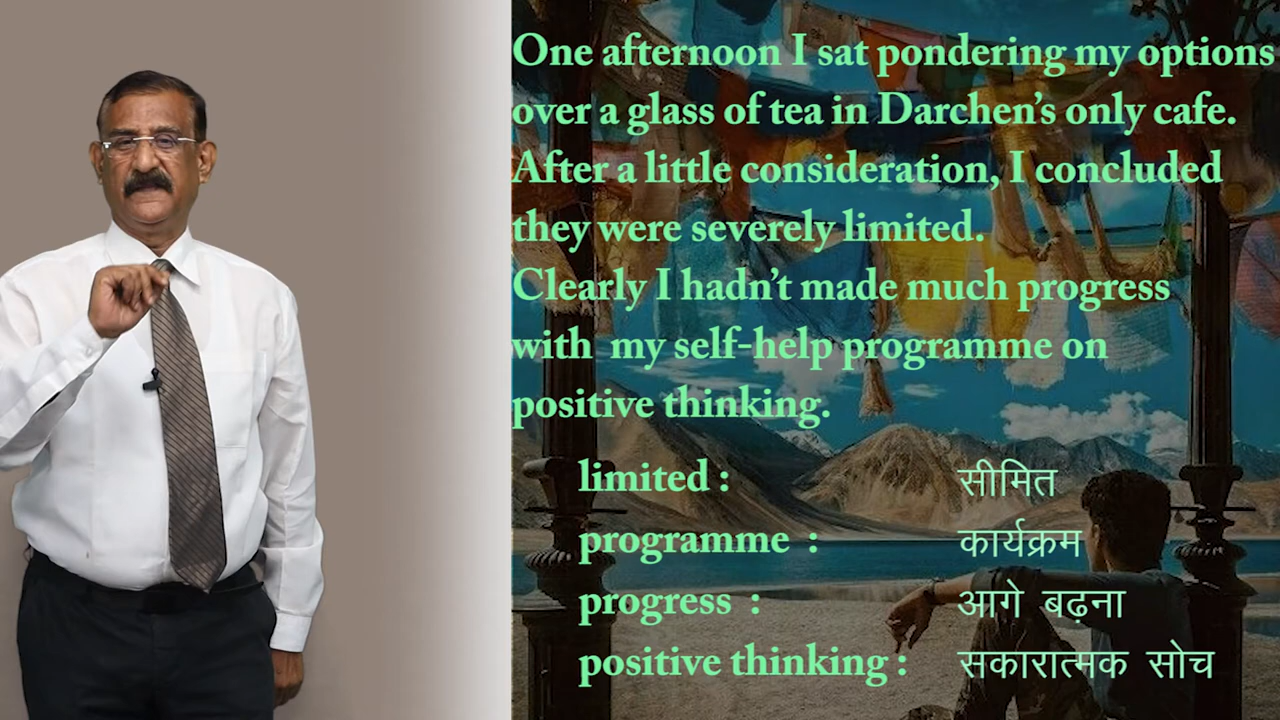 One afternoon I sat pondering my options
over a glass of tea in Darchen’s only cafe.
After a little consideration, I concluded
they were severely limited.
Clearly I hadn’t made much progress
with my self-help programme on
positive thinking.
limited : सीमित
programme : कार्यक्रम
progress : आगे बढ़ना
positive thinking : सकारात्मक सोच